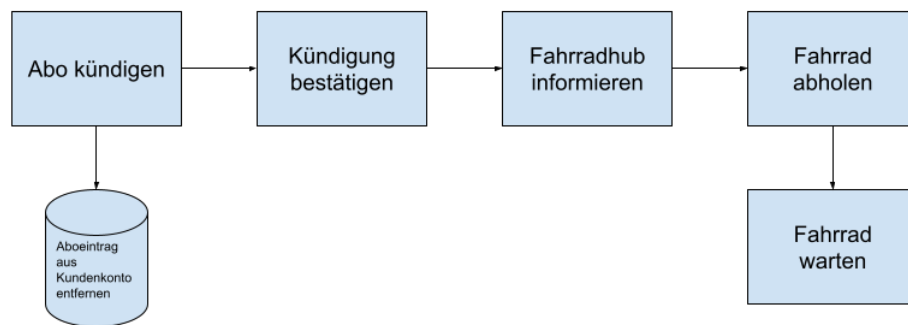 Abo kündigen
Kündigung
bestätigen
Fahrradhub
informieren
Fahrrad
abholen
Aboeintrag
aus
Kundenkonto
entfernen
Fahrrad
warten